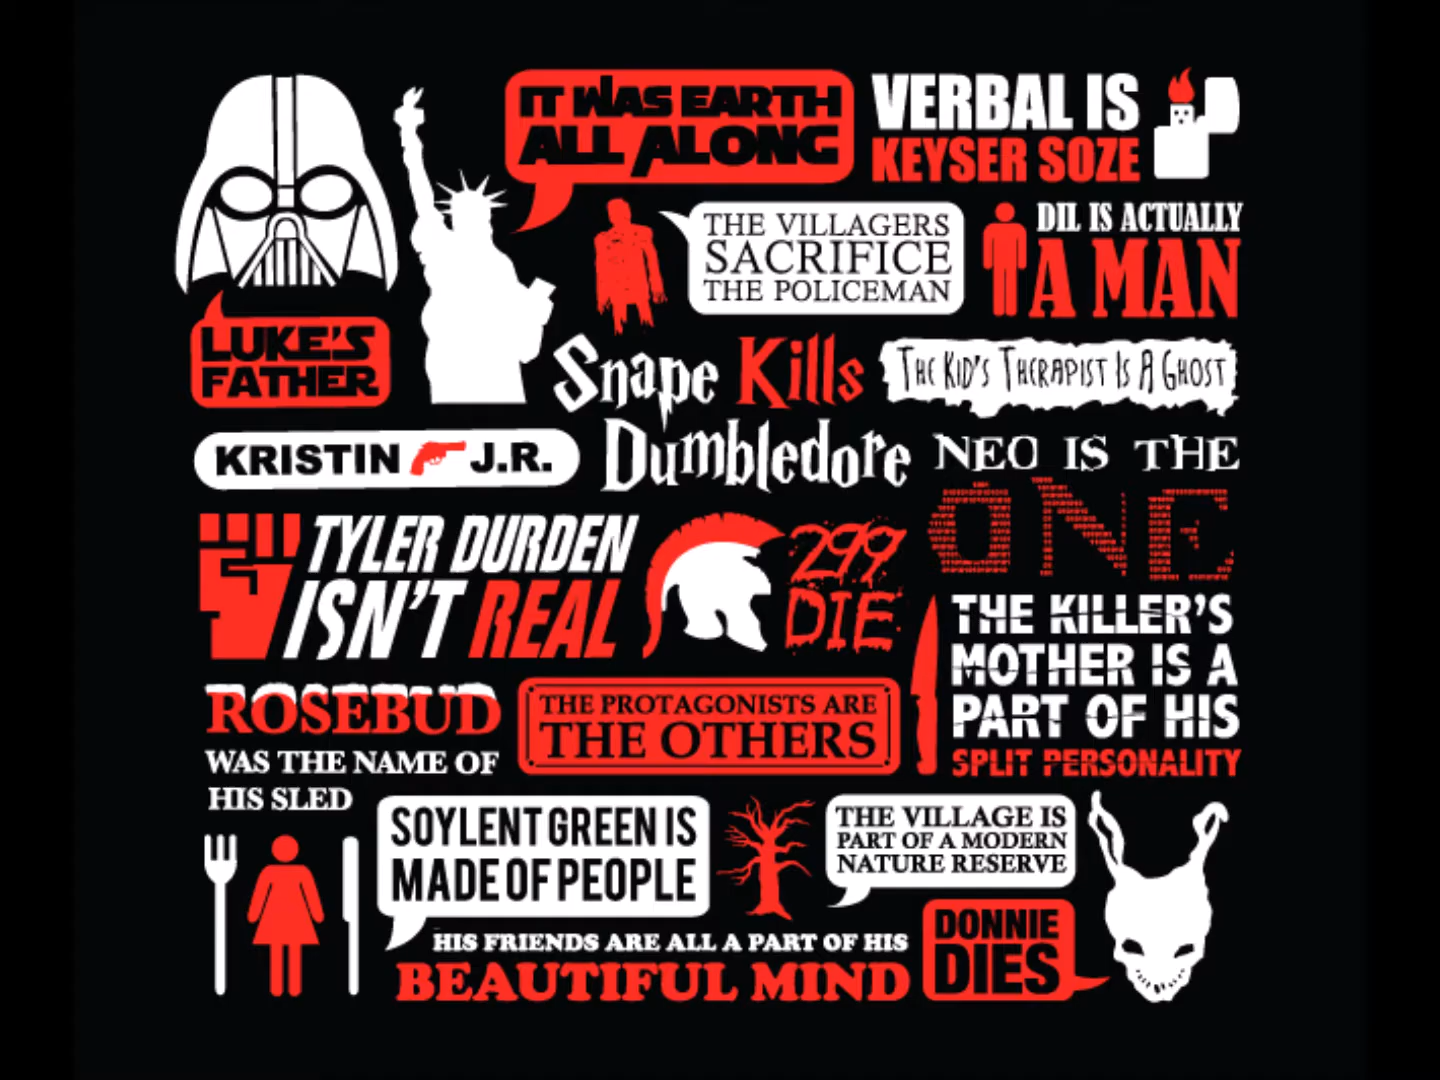 IT WAS EARTH
ALL ALONG
VERBAL IS
KEYSER SOZE
THE VILLAGERS
SACRIFICE
THE POLICEMAN
DIL IS ACTUALLY
A MAN
LUKE'S
FATHER
Snape Kills
Dumbledore
THE KID'S THERAPIST IS A GHOST
KRISTIN J.R.
NEO IS THE
ONE
TYLER DURDEN
ISN'T REAL
299
DIE
THE KILLER'S
MOTHER IS A
PART OF HIS
SPLIT PERSONALITY
ROSEBUD
WAS THE NAME OF
HIS SLED
THE PROTAGONISTS ARE
THE OTHERS
SOYLENT GREEN IS
MADE OF PEOPLE
THE VILLAGE IS
PART OF A MODERN
NATURE RESERVE
HIS FRIENDS ARE ALL A PART OF HIS
BEAUTIFUL MIND
DONNIE
DIES